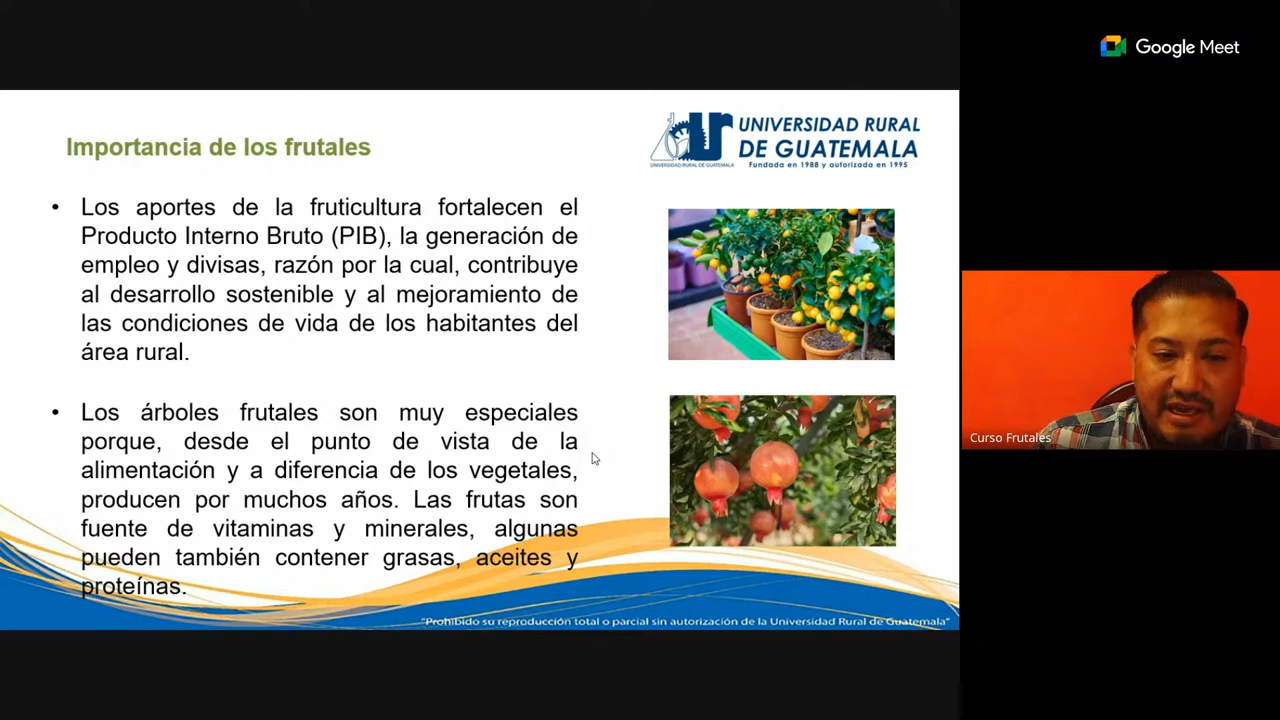 Google Meet
Importancia de los frutales
UNIVERSIDAD RURAL
DE GUATEMALA
Fundada en 1988 y autorizada en 1995
UNIVERSIDAD RURAL DE GUATEMALA
• Los aportes de la fruticultura fortalecen el
Producto Interno Bruto (PIB), la generación de
empleo y divisas, razón por la cual, contribuye
al desarrollo sostenible y al mejoramiento de
las condiciones de vida de los habitantes del
área rural.
• Los árboles frutales son muy especiales
porque, desde el punto de vista de la
alimentación y a diferencia de los vegetales,
producen por muchos años. Las frutas son
fuente de vitaminas y minerales, algunas
pueden también contener grasas, aceites y
proteínas.
"Prohibido su reproducción total o parcial sin autorización de la Universidad Rural de Guatemala"
Curso Frutales